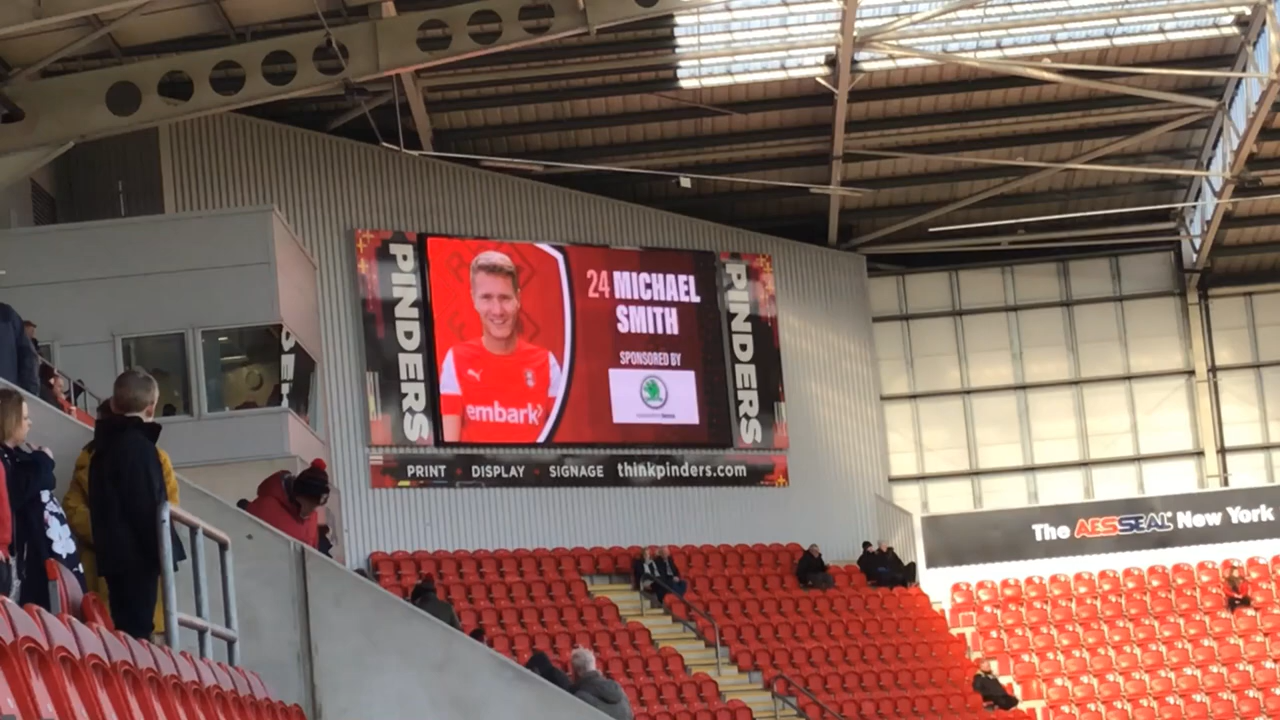 PINDERS
24 MICHAEL
SMITH
SPONSORED BY
embark
PINDERS
PRINT DISPLAY SIGNAGE thinkpinders.com
The AESSEAL New York